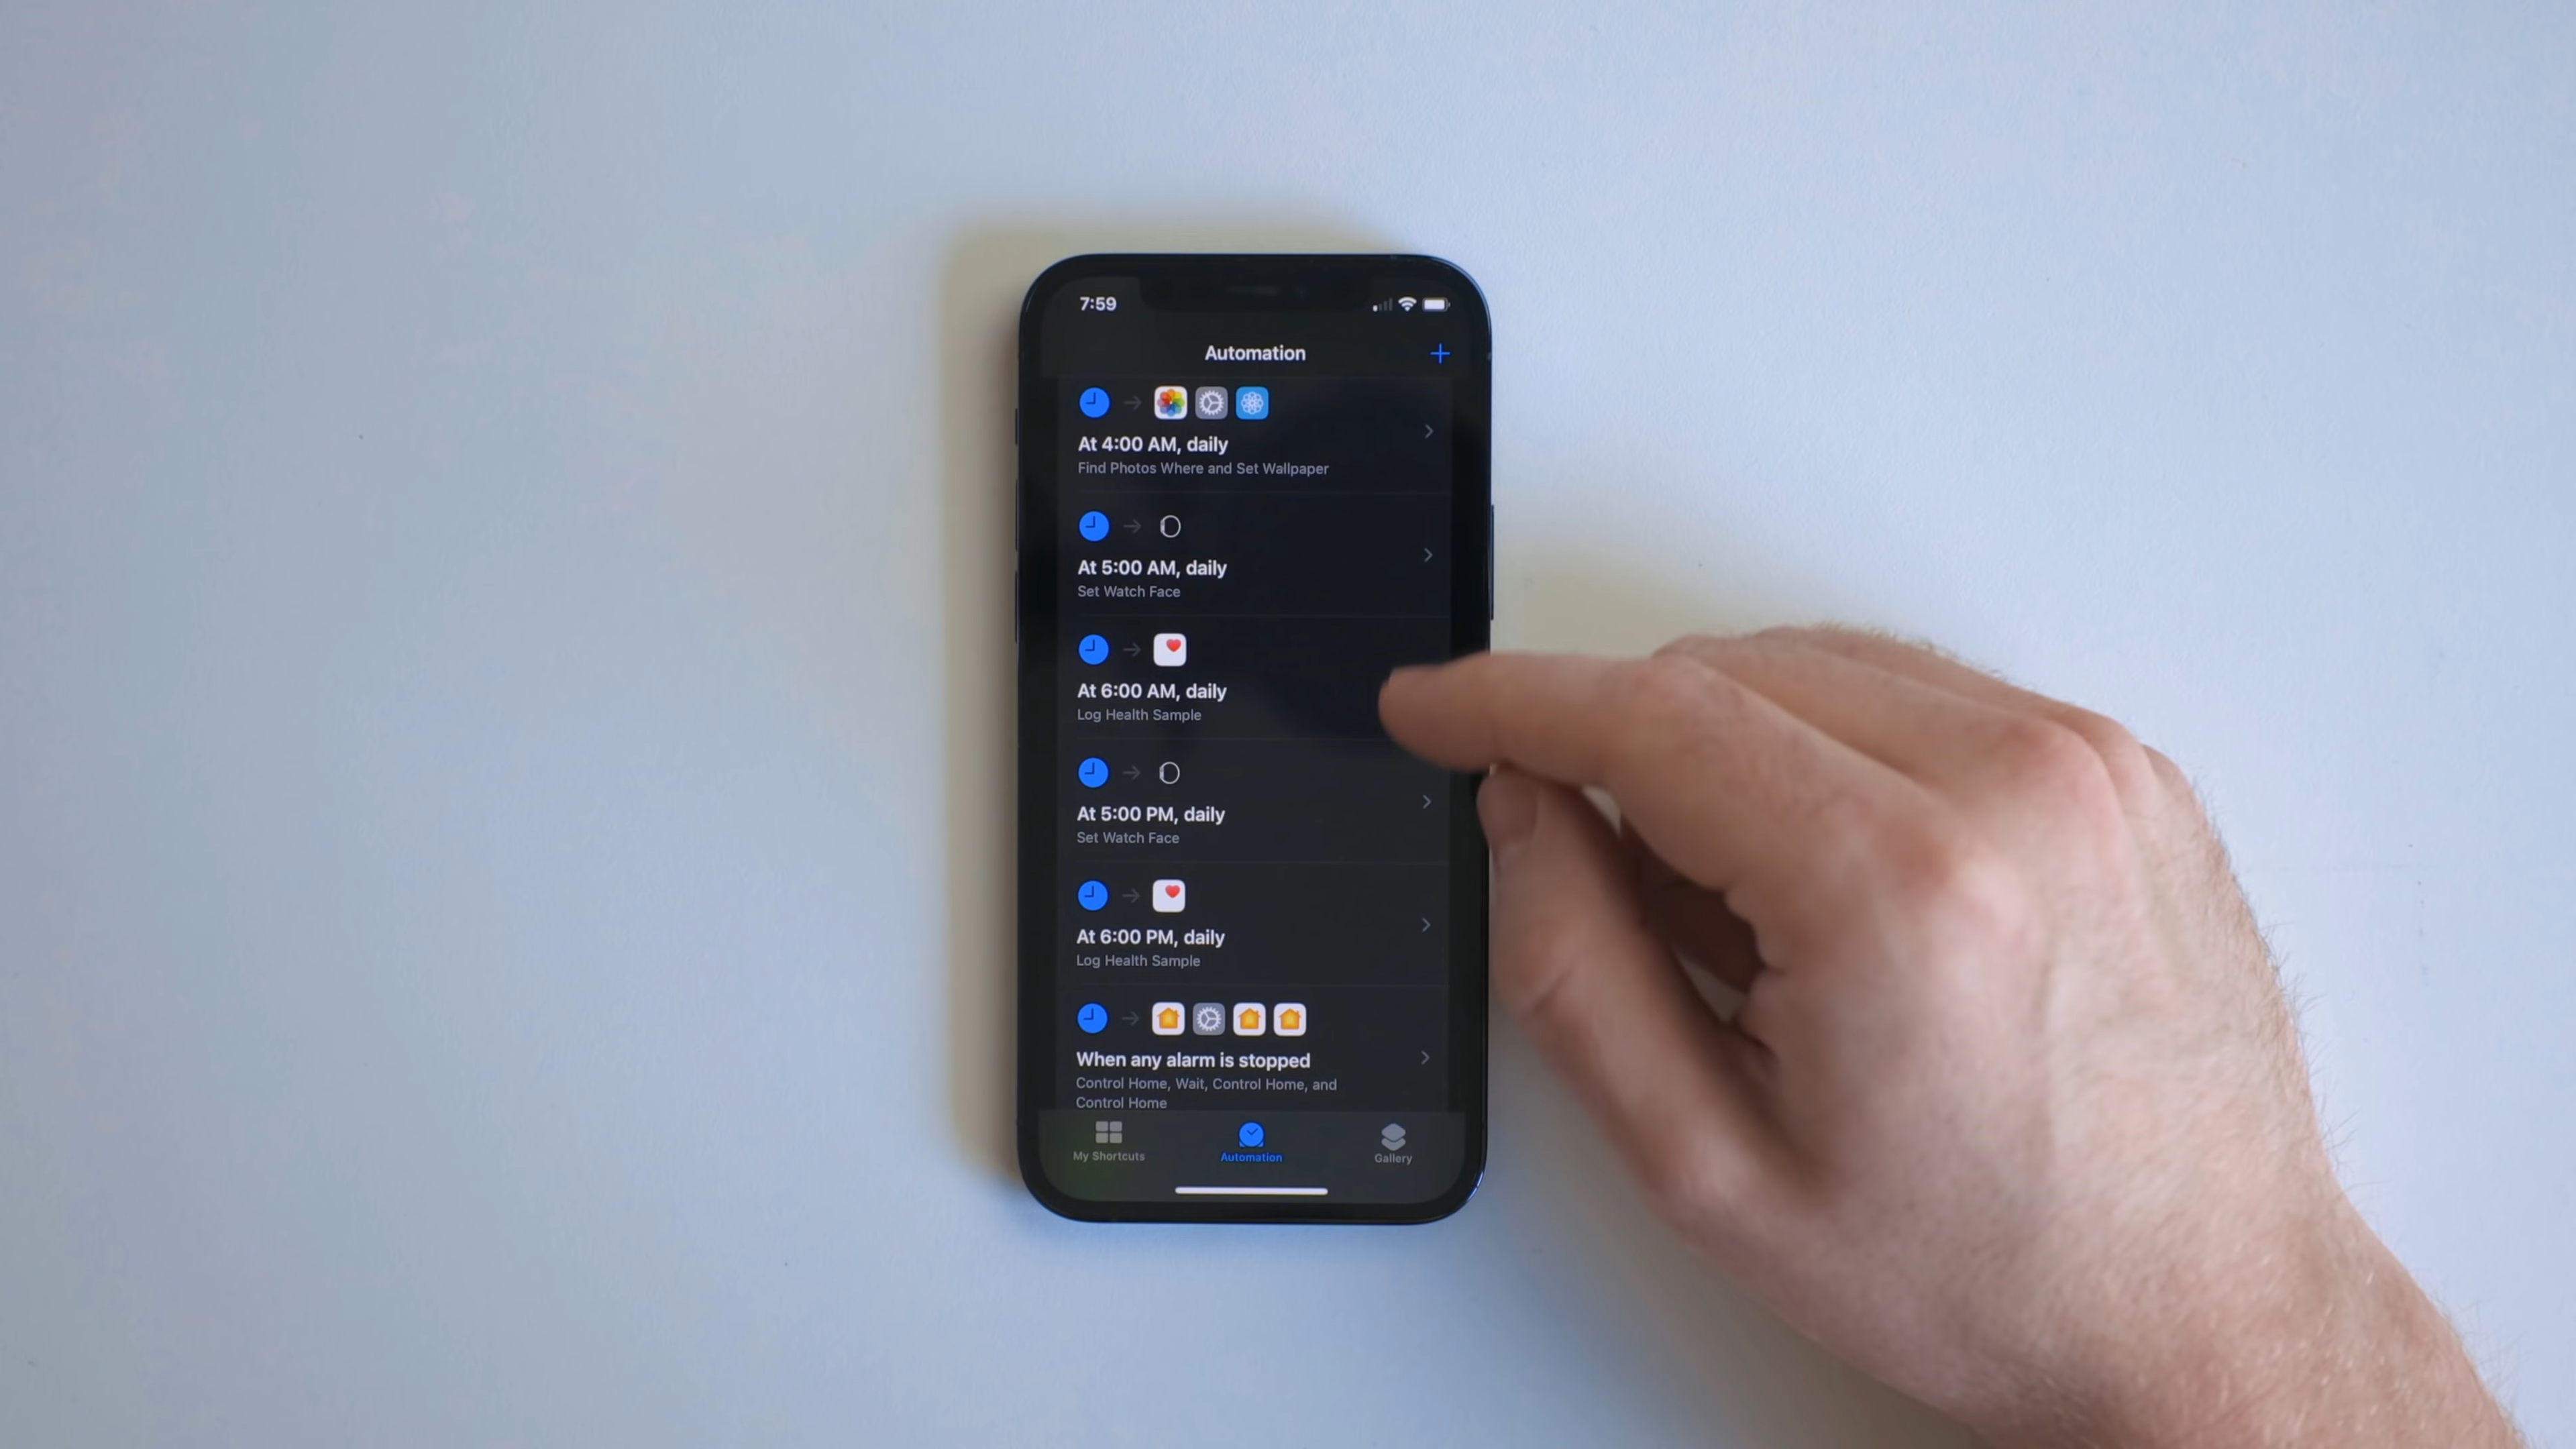 7:59
Automation
At 4:00 AM, daily
Find Photos Where and Set Wallpaper
At 5:00 AM, daily
Set Watch Face
At 6:00 AM, daily
Log Health Sample
At 5:00 PM, daily
Set Watch Face
At 6:00 PM, daily
Log Health Sample
When any alarm is stopped
Control Home, Wait, Control Home, and
Control Home
My Shortcuts
Automation
Gallery